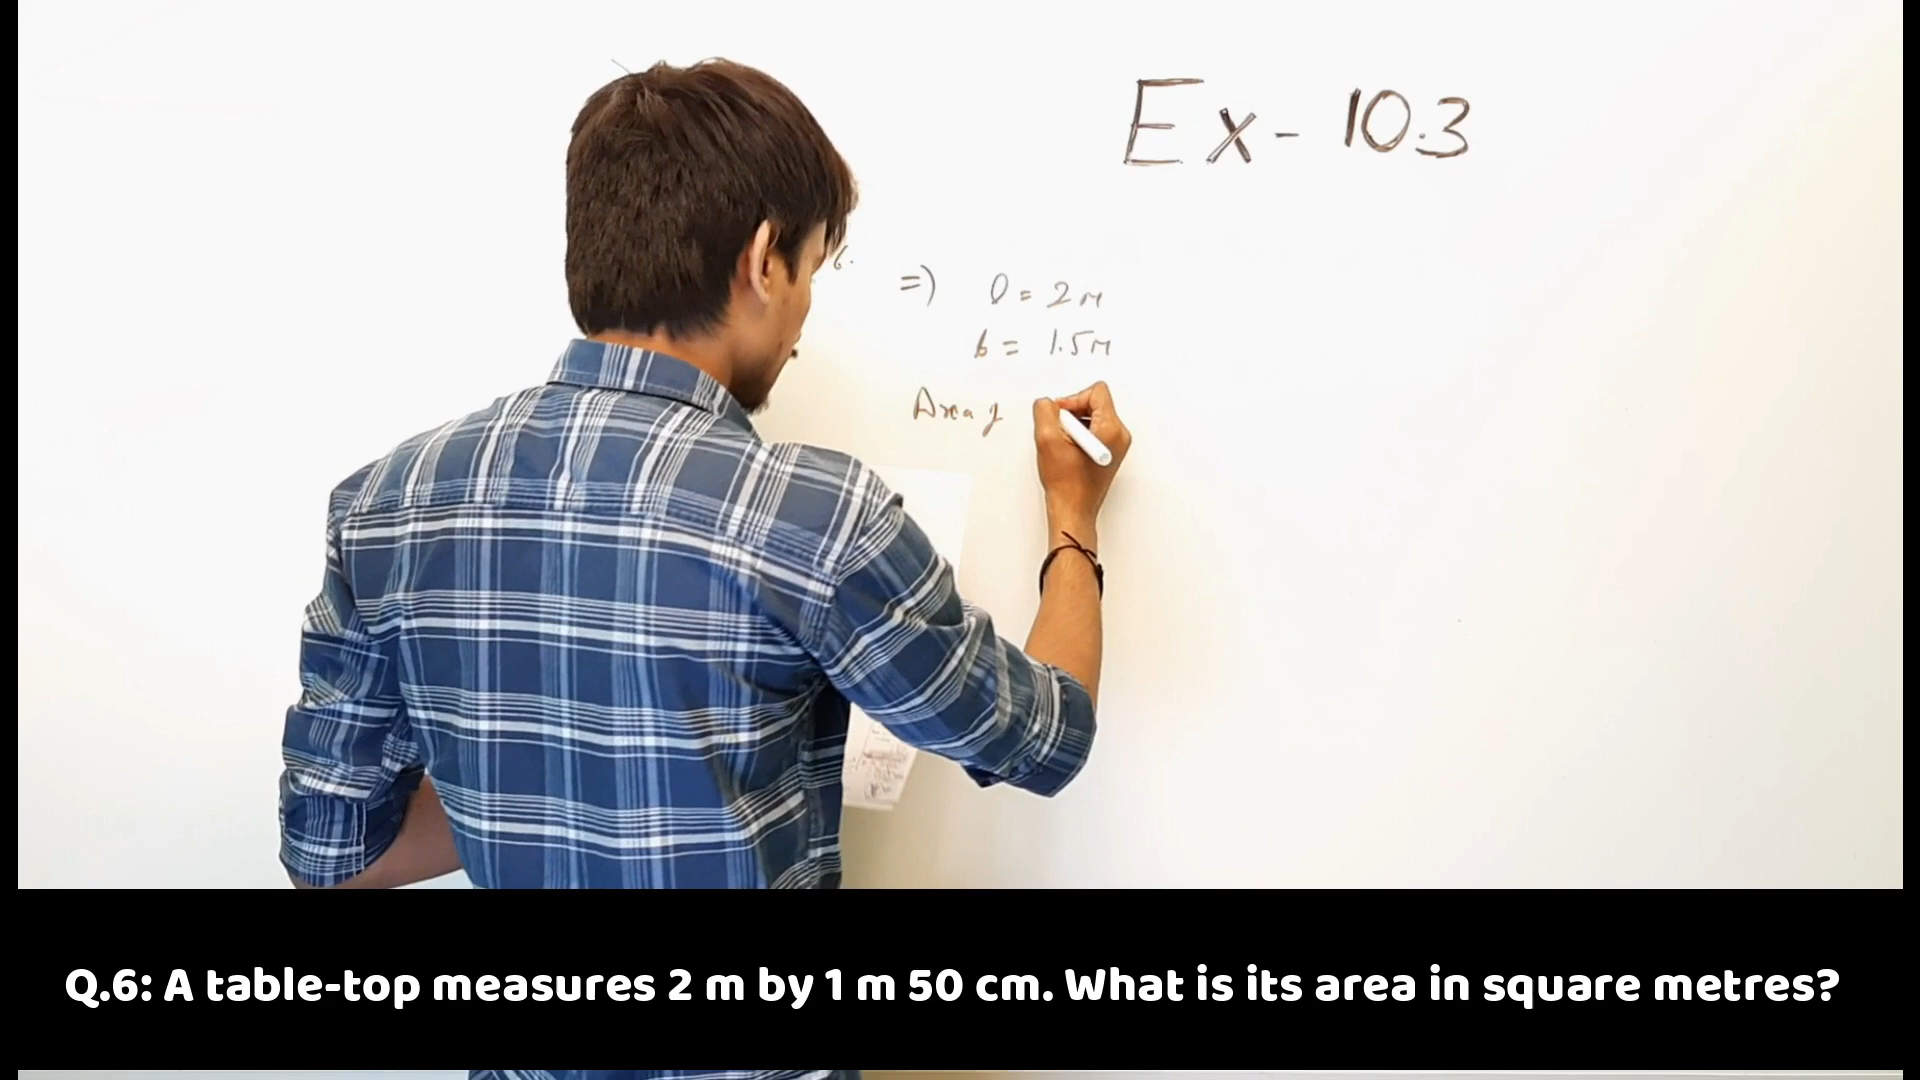 Ex - 10.3
6.
=) l = 2m
b = 1.5m
Area of
Q.6: A table-top measures 2 m by 1 m 50 cm. What is its area in square metres?